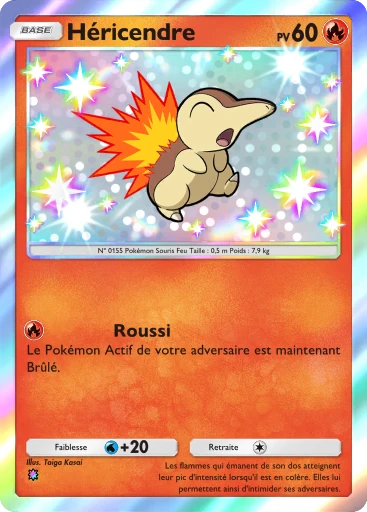 BASE Héricendre PV 60
N° 0155 Pokémon Souris Feu Taille : 0,5 m Poids : 7,9 kg
Roussi
Le Pokémon Actif de votre adversaire est maintenant
Brûlé.
Faiblesse +20 Retraite
Illus. Taiga Kasai
Les flammes qui émanent de son dos atteignent
leur pic d'intensité lorsqu'il est en colère. Elles lui
permettent ainsi d'intimider ses adversaires.